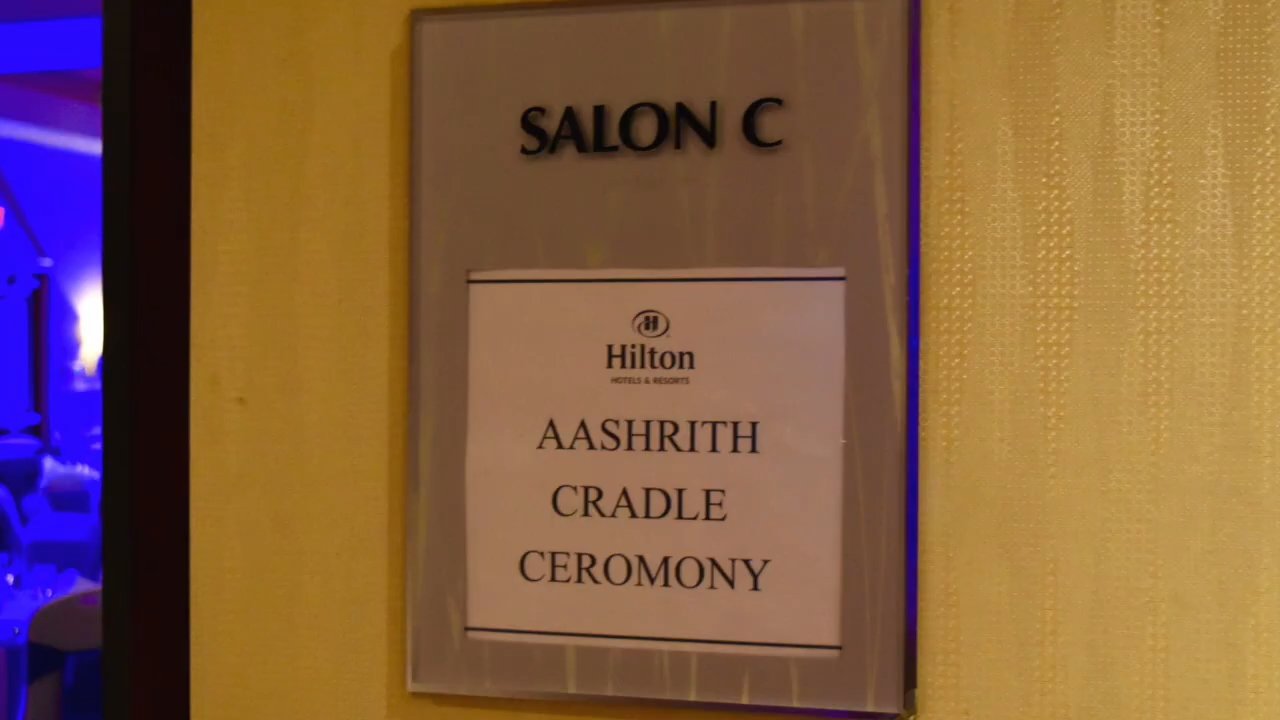 SALON C
Hilton
HOTELS & RESORTS
AASHRITH
CRADLE
CEROMONY